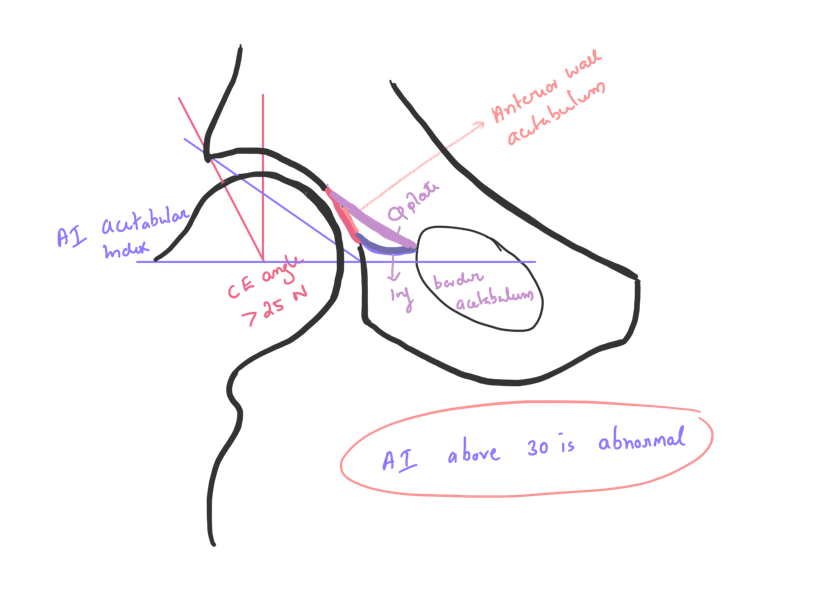 Anterior wall
acetabulum
Q plate
AI acetabular
Index
CE angle
>25 N
Inf border
acetabulum
AI above 30 is abnormal